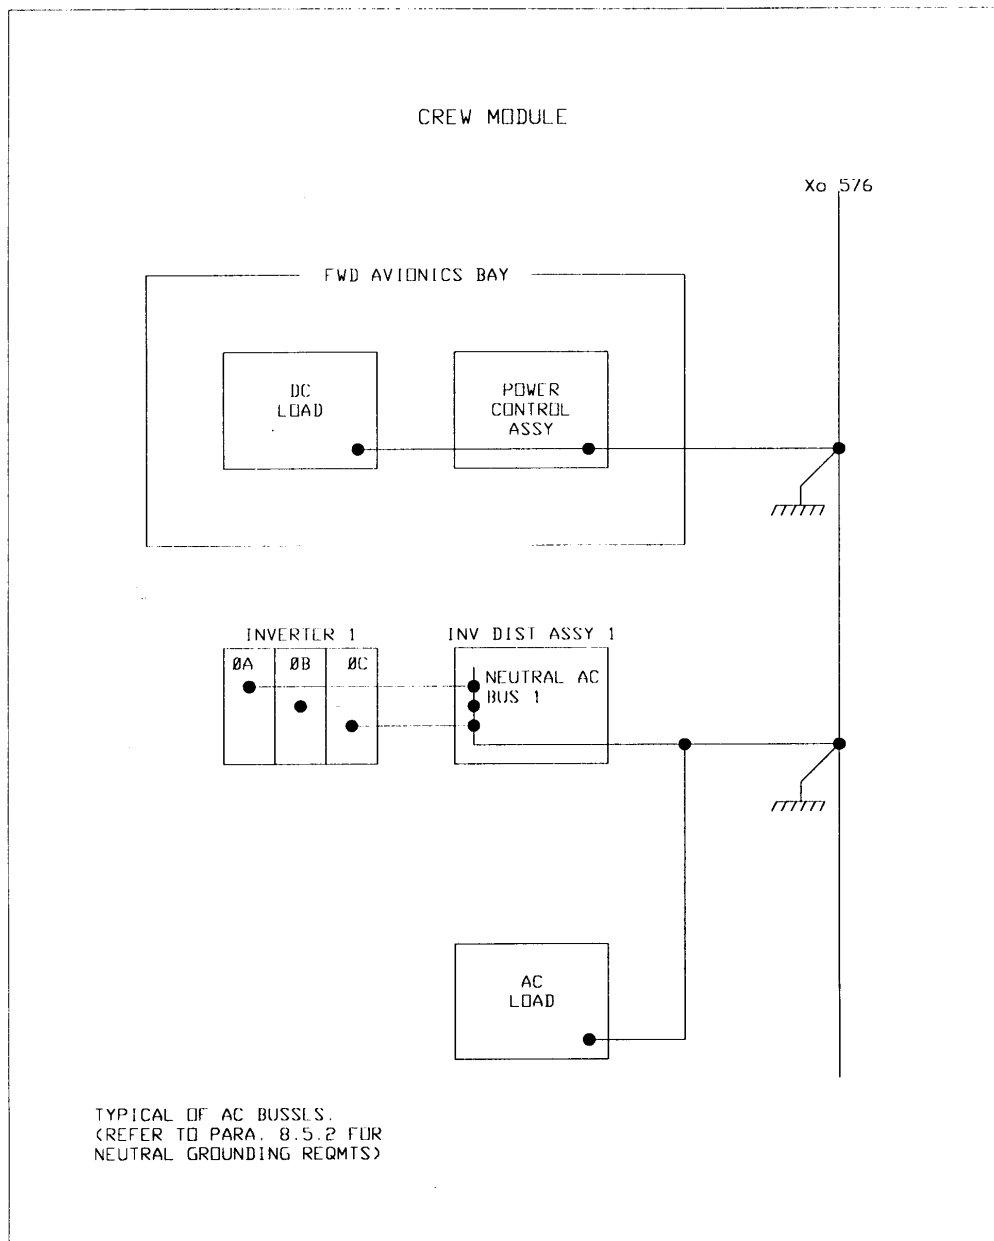 CREW MODULE
Xo 576
FWD AVIONICS BAY
DC
LOAD
POWER
CONTROL
ASSY
INVERTER 1
INV DIST ASSY 1
ØA
ØB
ØC
NEUTRAL AC
BUS 1
AC
LOAD
TYPICAL OF AC BUSSES.
(REFER TO PARA. 8.5.2 FOR
NEUTRAL GROUNDING REQMTS)